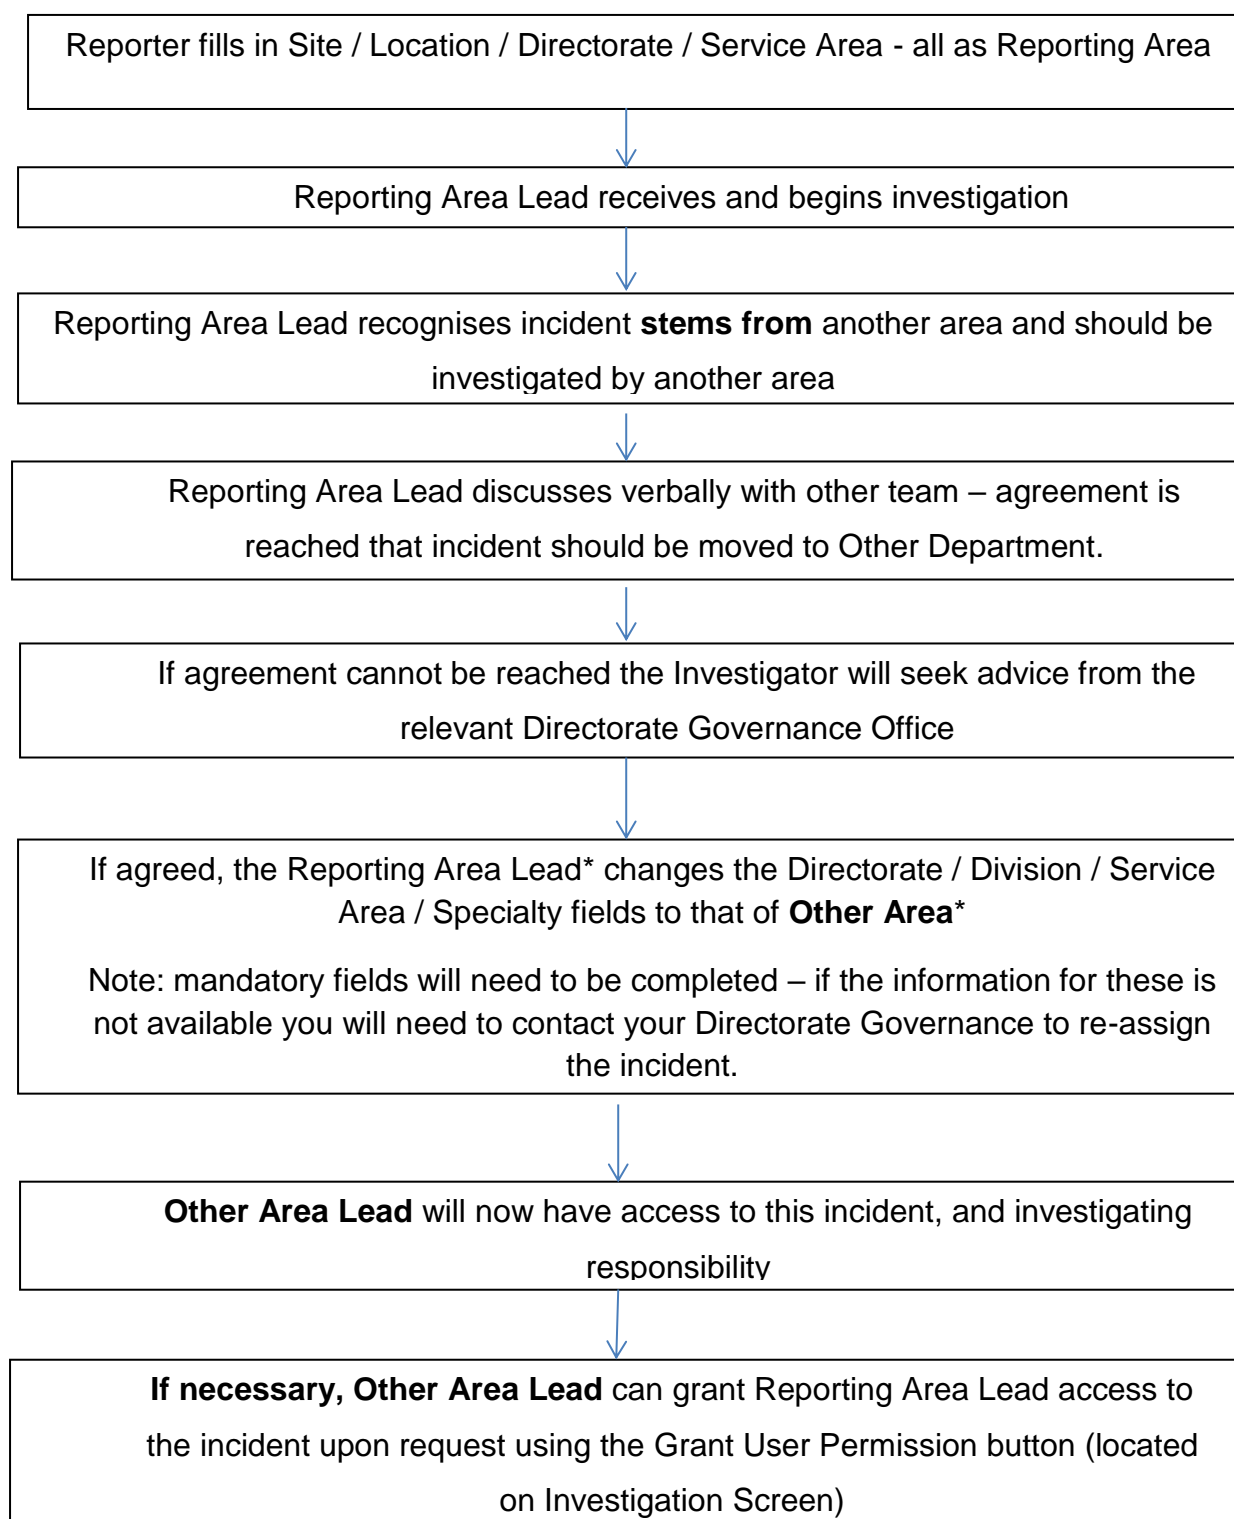 Reporter fills in Site / Location / Directorate / Service Area - all as Reporting Area
Reporting Area Lead receives and begins investigation
Reporting Area Lead recognises incident stems from another area and should be
investigated by another area
Reporting Area Lead discusses verbally with other team – agreement is
reached that incident should be moved to Other Department.
If agreement cannot be reached the Investigator will seek advice from the
relevant Directorate Governance Office
If agreed, the Reporting Area Lead* changes the Directorate / Division / Service
Area / Specialty fields to that of Other Area*
Note: mandatory fields will need to be completed – if the information for these is
not available you will need to contact your Directorate Governance to re-assign
the incident.
Other Area Lead will now have access to this incident, and investigating
responsibility
If necessary, Other Area Lead can grant Reporting Area Lead access to
the incident upon request using the Grant User Permission button (located
on Investigation Screen)